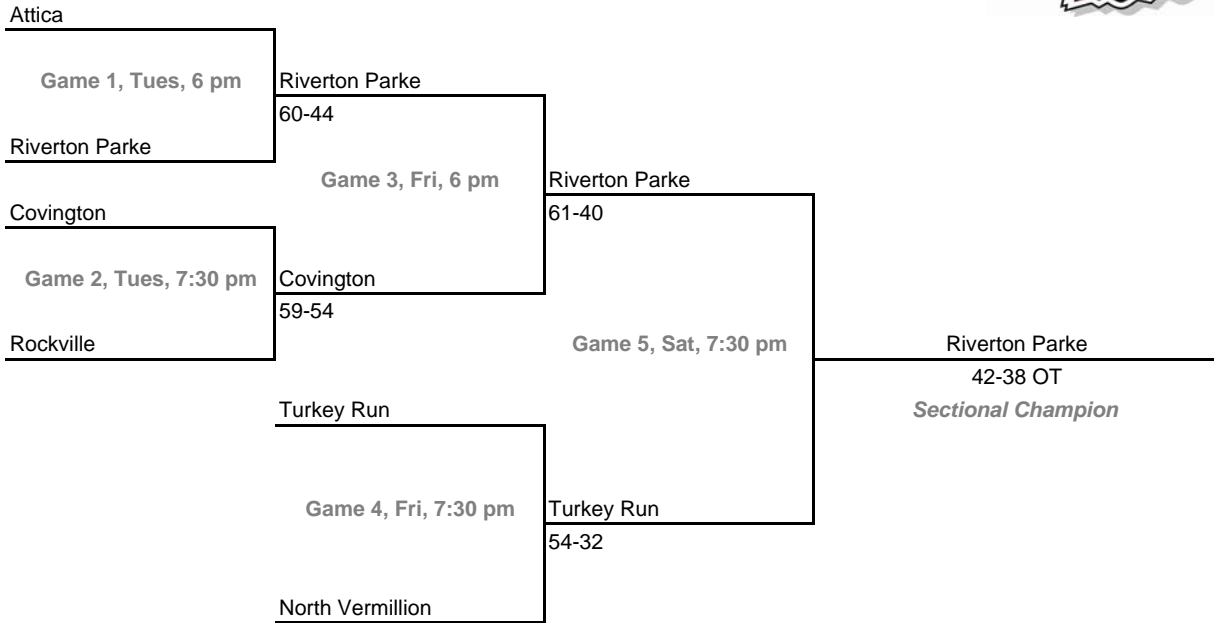 Attica
Game 1, Tues, 6 pm
Riverton Parke
60-44
Riverton Parke
Game 3, Fri, 6 pm
Riverton Parke
Covington
61-40
Game 2, Tues, 7:30 pm
Covington
59-54
Rockville
Game 5, Sat, 7:30 pm
Riverton Parke
42-38 OT
Turkey Run
Sectional Champion
Game 4, Fri, 7:30 pm
Turkey Run
54-32
North Vermillion